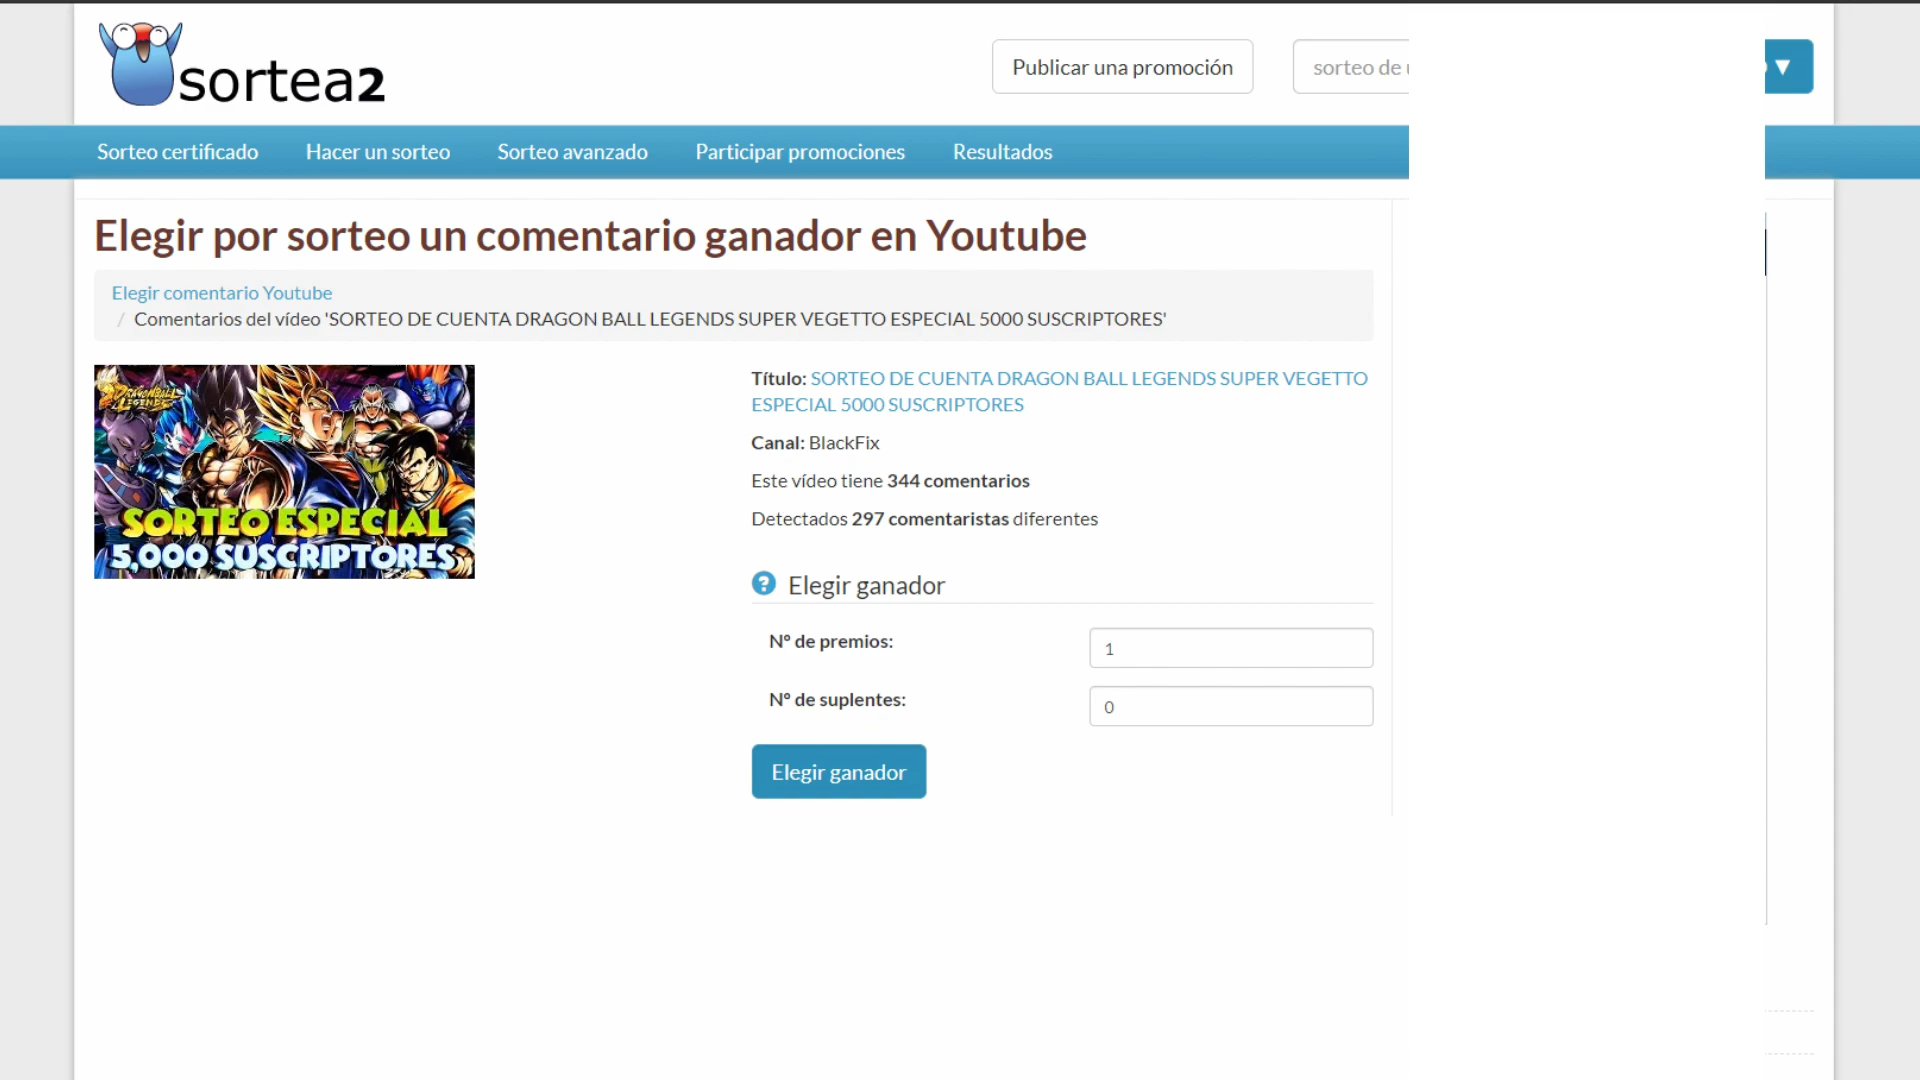 sortea2
Publicar una promoción
sorteo de
Sorteo certificado
Hacer un sorteo
Sorteo avanzado
Participar promociones
Resultados
Elegir por sorteo un comentario ganador en Youtube
Elegir comentario Youtube
/ Comentarios del vídeo 'SORTEO DE CUENTA DRAGON BALL LEGENDS SUPER VEGETTO ESPECIAL 5000 SUSCRIPTORES'
DRAGONBALL
LEGENDS
SORTEO ESPECIAL
5,000 SUSCRIPTORES
Título: SORTEO DE CUENTA DRAGON BALL LEGENDS SUPER VEGETTO
ESPECIAL 5000 SUSCRIPTORES
Canal: BlackFix
Este vídeo tiene 344 comentarios
Detectados 297 comentaristas diferentes
? Elegir ganador
Nº de premios:
1
Nº de suplentes:
0
Elegir ganador